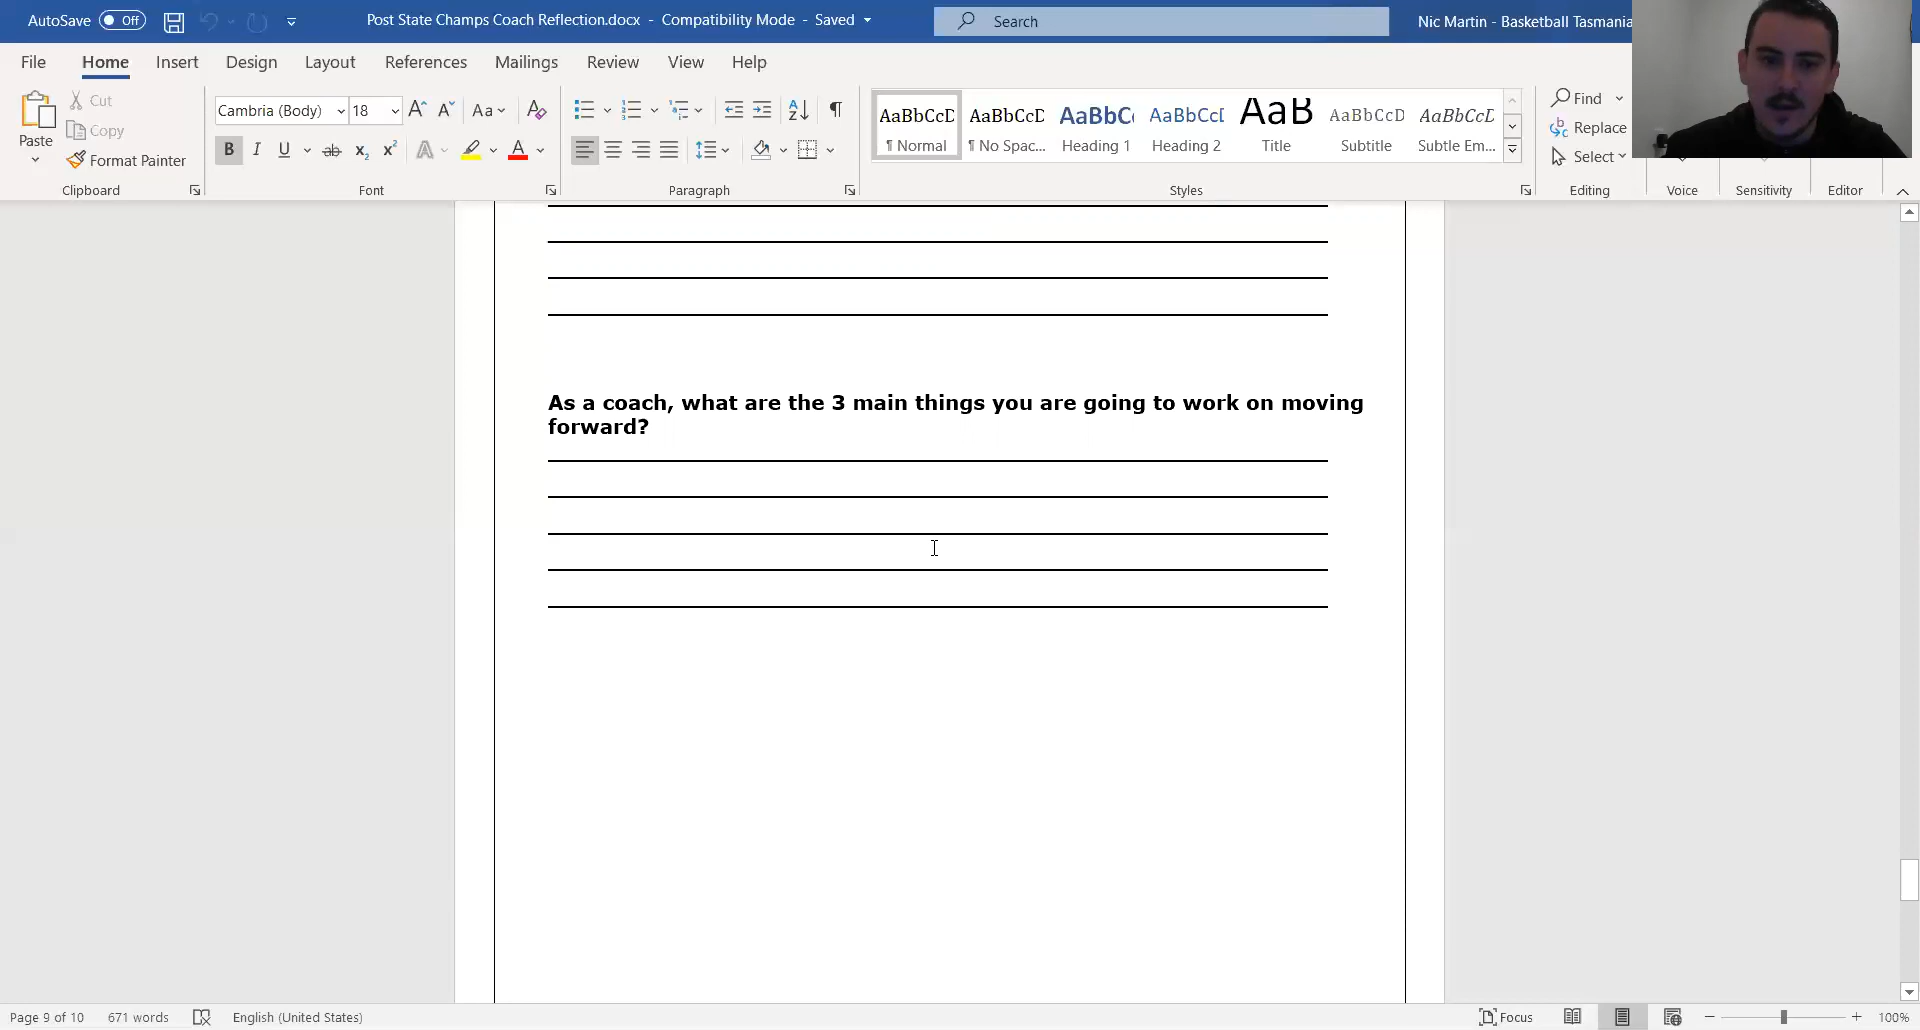 AutoSave Off Post State Champs Coach Reflection.docx - Compatibility Mode - Saved Search Nic Martin - Basketball Tasmania
File Home Insert Design Layout References Mailings Review View Help
Cut
Copy
Format Painter
Paste
Clipboard
Cambria (Body) 18
Font
Paragraph
AaBbCcD AaBbCcD AaBbC AaBbCcD AaB AaBbCcD AaBbCcD
¶ Normal ¶ No Spac... Heading 1 Heading 2 Title Subtitle Subtle Em...
Styles
Find
Replace
Select
Editing Voice Sensitivity Editor
As a coach, what are the 3 main things you are going to work on moving
forward?
Page 9 of 10 671 words English (United States) Focus 100%